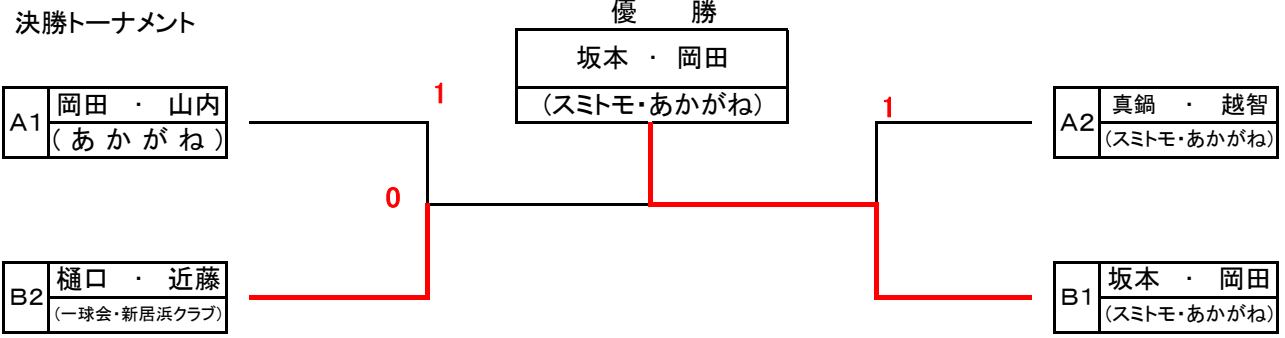 決勝トーナメント
優　　勝
坂本　・　岡田
(スミトモ・あかがね)
A1
岡田　・　山内
(あかがね)
1
1
A2
真鍋　・　越智
(スミトモ・あかがね)
0
B2
樋口　・　近藤
(一球会・新居浜クラブ)
B1
坂本　・　岡田
(スミトモ・あかがね)